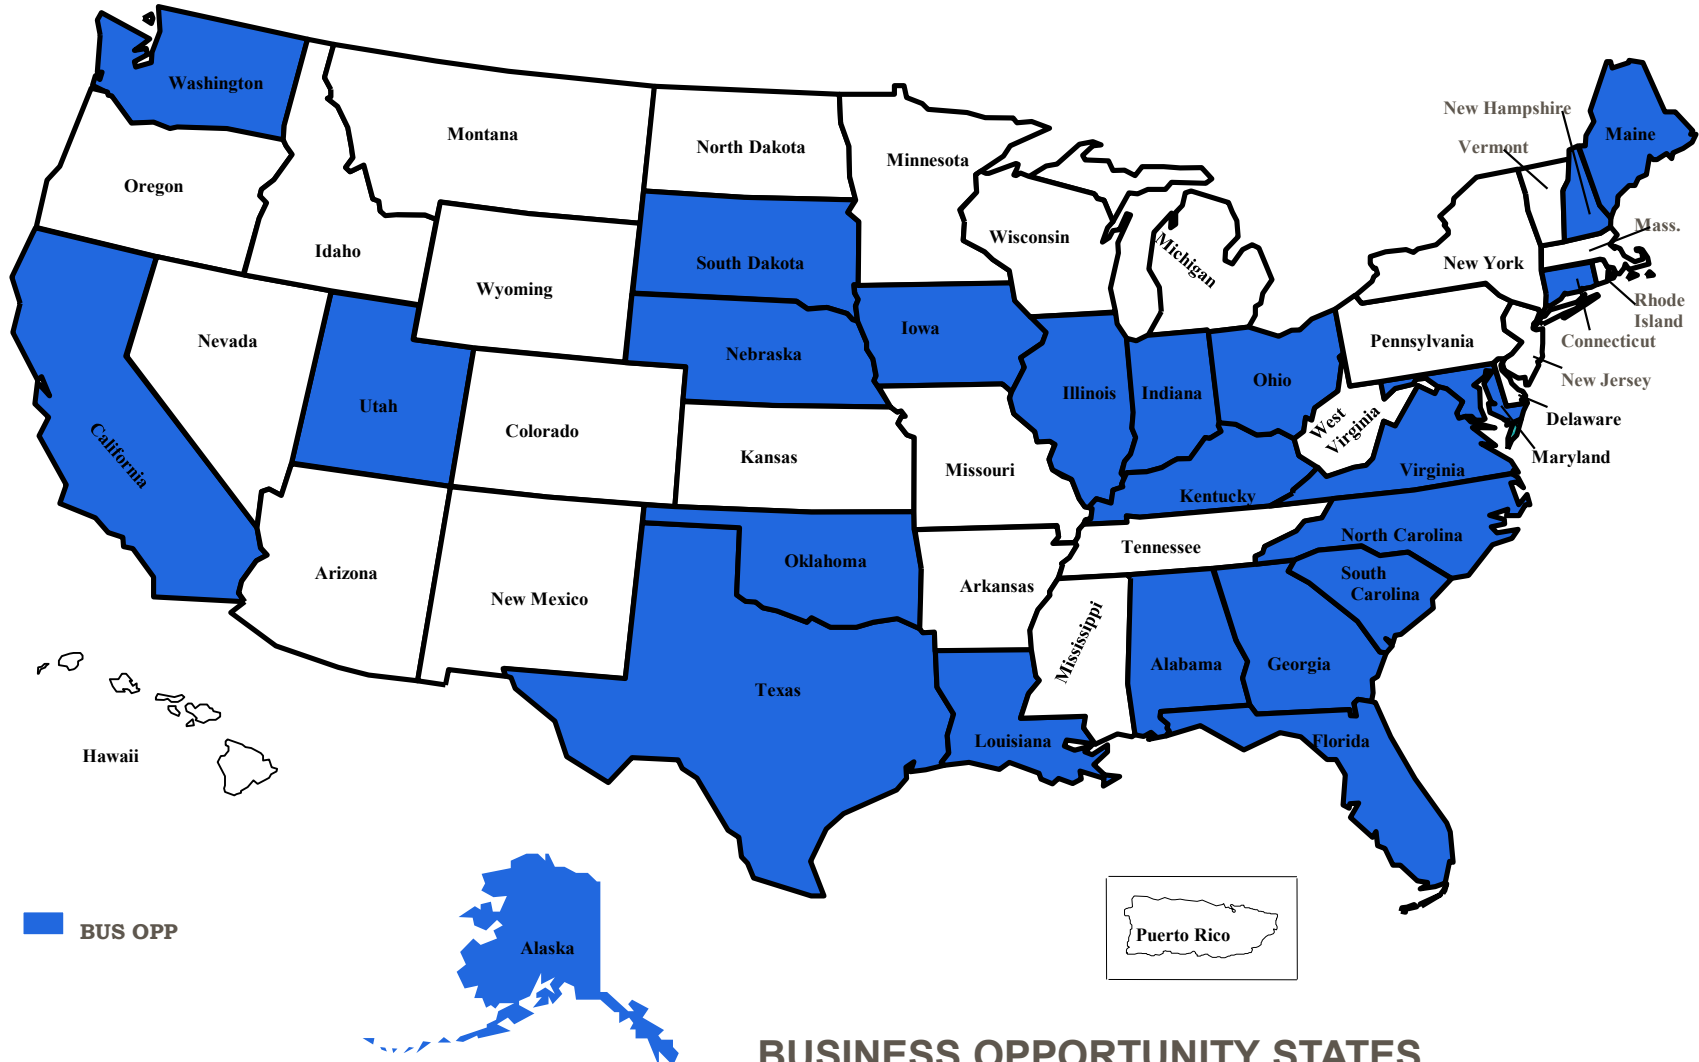 Washington
Montana
North Dakota
Minnesota
New Hampshire
Maine
Vermont
Oregon
Idaho
Wyoming
South Dakota
Wisconsin
Michigan
New York
Mass.
Rhode
Island
Nevada
Utah
Nebraska
Iowa
Illinois
Indiana
Ohio
Pennsylvania
Connecticut
New Jersey
Delaware
Maryland
California
Colorado
Kansas
Missouri
West
Virginia
Virginia
Kentucky
Arizona
New Mexico
Oklahoma
Arkansas
Tennessee
North Carolina
South
Carolina
Texas
Louisiana
Mississippi
Alabama
Georgia
Florida
Hawaii
BUS OPP
Alaska
Puerto Rico
BUSINESS OPPORTUNITY STATES